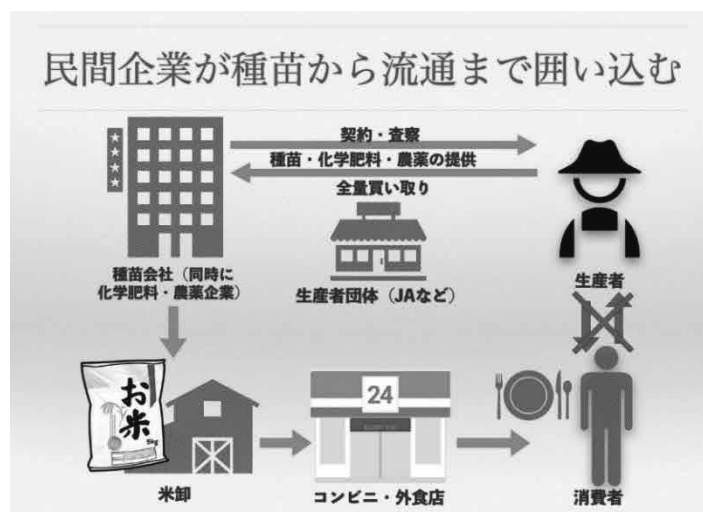 民間企業が種苗から流通まで囲い込む
契約・査察
種苗・化学肥料・農薬の提供
全量買い取り
種苗会社（同時に
化学肥料・農薬企業）
生産者団体（JAなど）
生産者
お米
24
米卸
コンビニ・外食店
消費者